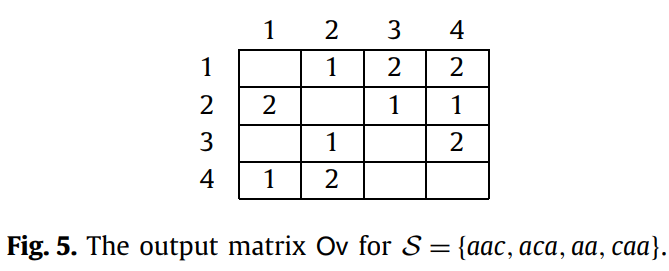 1 2 3 4
1 1 2 2
2 2 1 1
3 1 2
4 1 2
Fig. 5. The output matrix Ov for S = {aac, aca, aa, caa}.